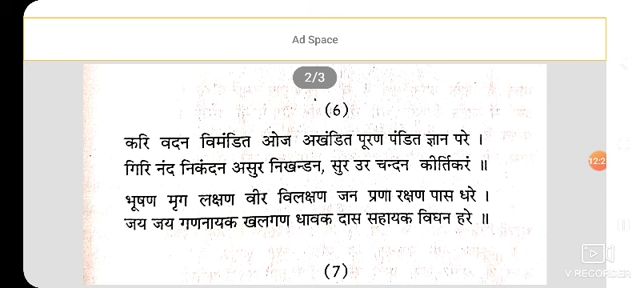 Ad Space
2/3
(6)
करि वदन विमंडित ओज अखंडित पूरण पंडित ज्ञान परे ।
गिरि नंद निकंदन असुर निखन्डन, सुर उर चन्दन कीर्तिकरं ॥
भूषण मृग लक्षण वीर विलक्षण जन प्रणा रक्षण पास धरे ।
जय जय गणनायक खलगण धावक दास सहायक विघन हरे ॥
(7)
V RECORDER